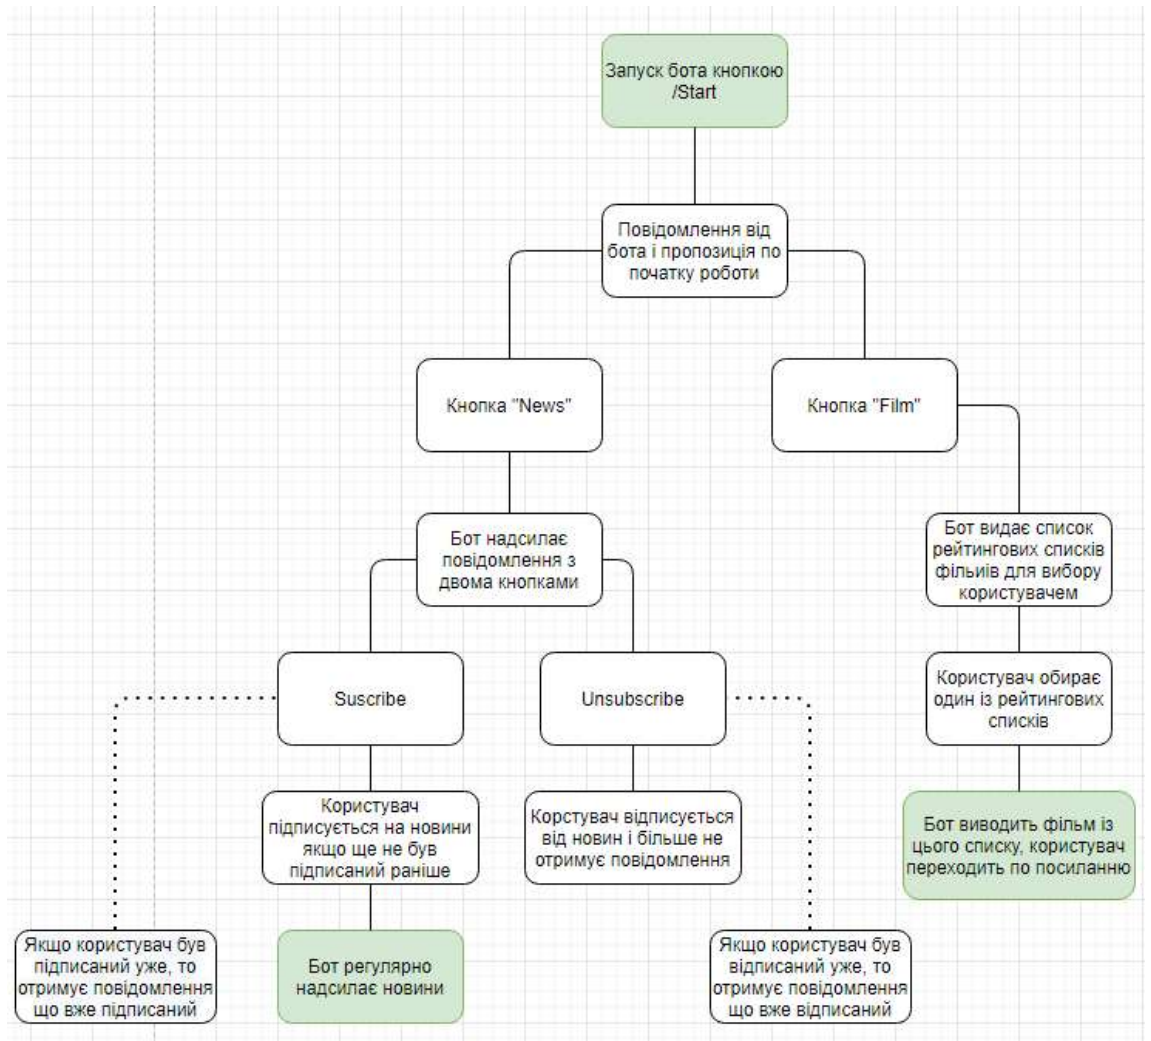 Запуск бота кнопкою
/Start
Повідомлення від
бота і пропозиція по
початку роботи
Кнопка "News"
Кнопка "Film"
Бот надсилає
повідомлення з
двома кнопками
Бот видає список
рейтингових списків
фільиів для вибору
користувачем
Suscribe
Unsubscribe
Користувач обирає
один із рейтингових
списків
Користувач
підписується на новини
якщо ще не був
підписаний раніше
Корстувач відписується
від новин і більше не
отримує повідомлення
Бот виводить фільм із
цього списку, користувач
переходить по посиланню
Якщо користувач був
підписаний уже, то
отримує повідомлення
що вже підписаний
Бот регулярно
надсилає новини
Якщо користувач був
відписаний уже, то
отримує повідомлення
що вже відписаний